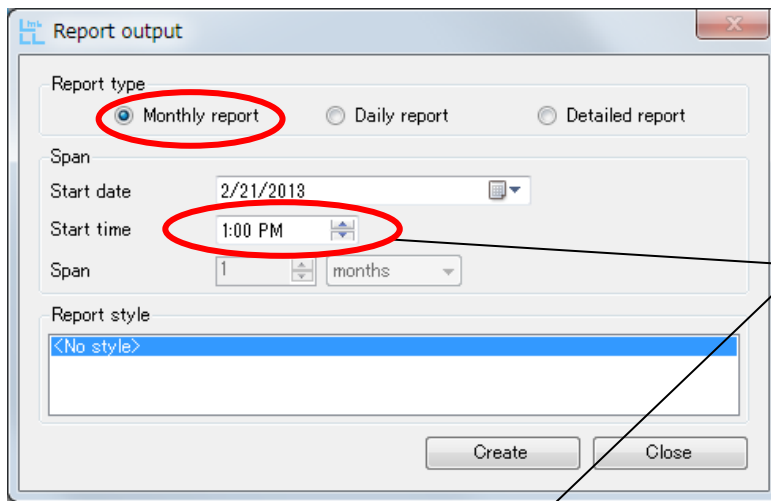 Link
Report output
Report type
Monthly report Daily report Detailed report
Span
Start date 2/21/2013
Start time 1:00 PM
Span 1 months
Report style
<No style>
Create Close